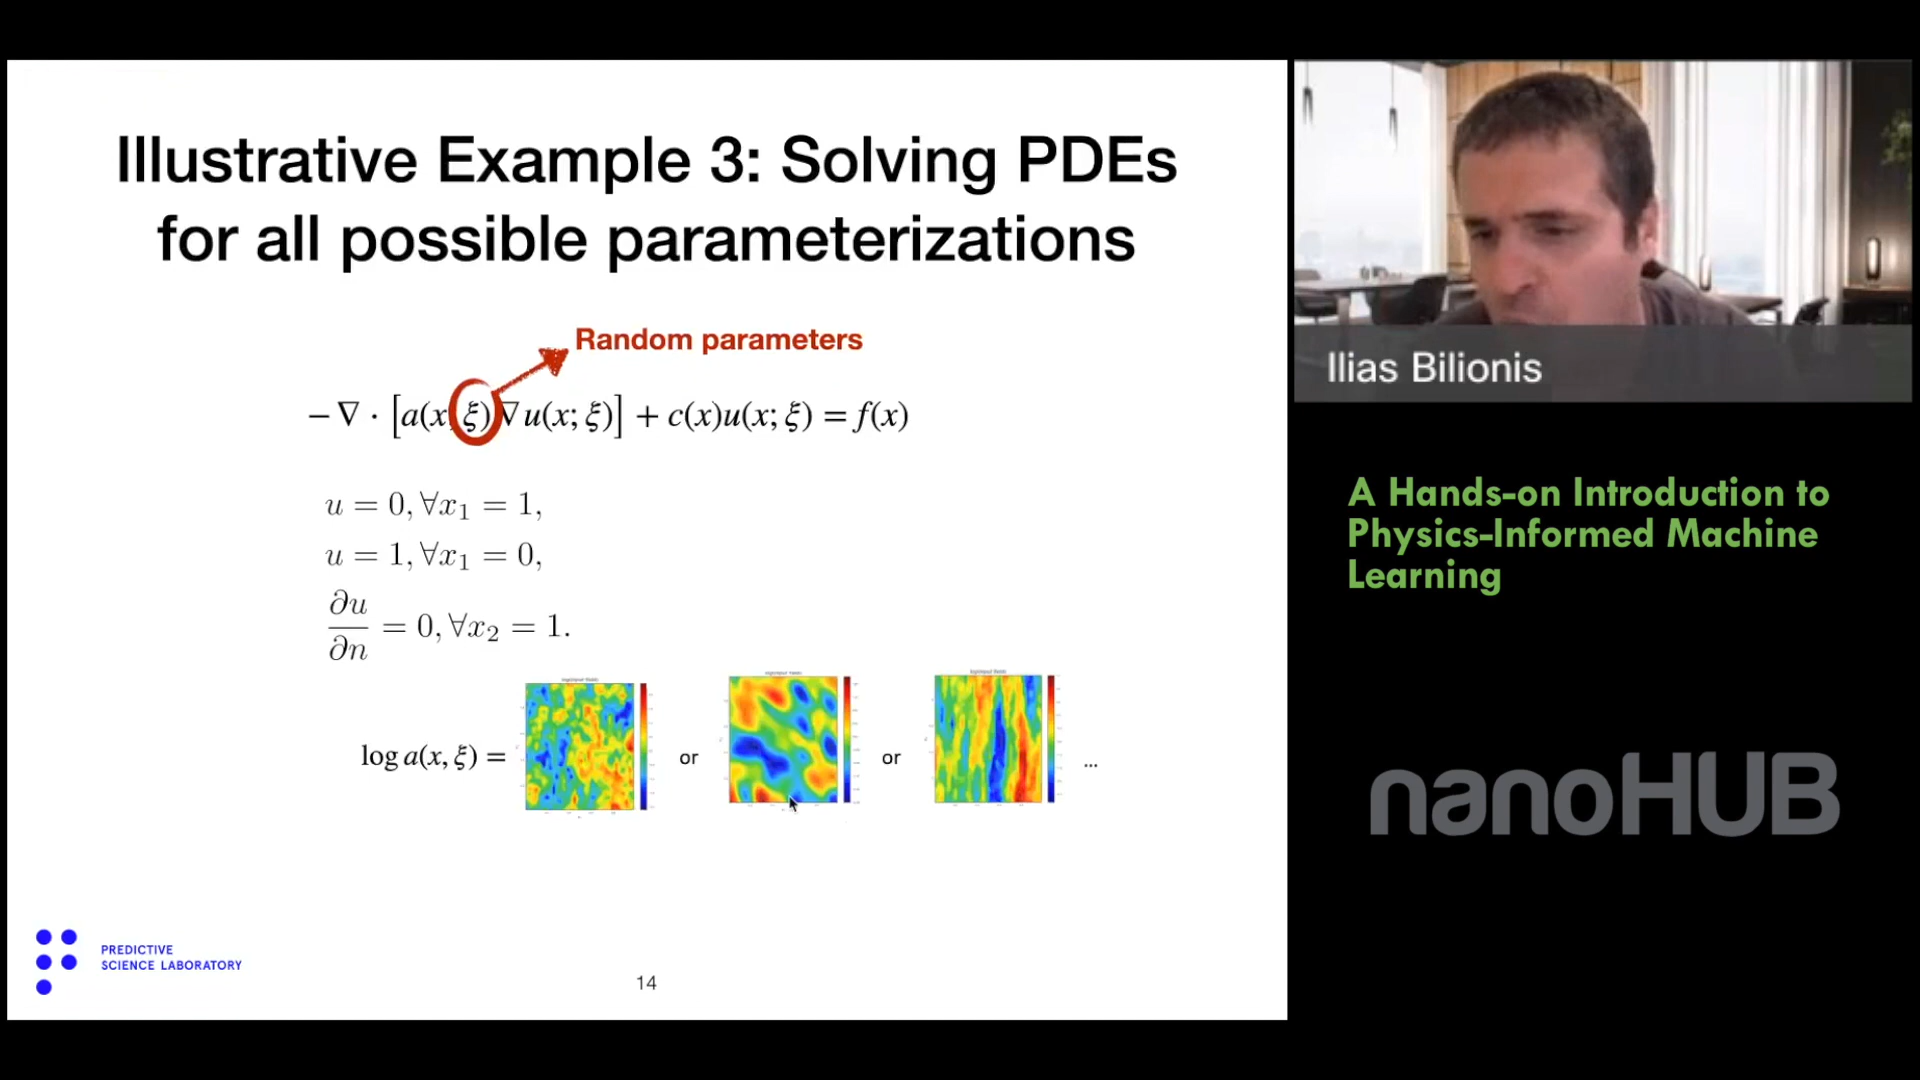 Illustrative Example 3: Solving PDEs
for all possible parameterizations
Random parameters
− ∇ · [a(x, ξ)∇u(x; ξ)] + c(x)u(x; ξ) = f(x)
u = 0, ∀x₁ = 1,
u = 1, ∀x₁ = 0,
∂u/∂n = 0, ∀x₂ = 1.
log a(x, ξ) = or or ...
PREDICTIVE
SCIENCE LABORATORY
14
Ilias Bilionis
A Hands-on Introduction to
Physics-Informed Machine
Learning
nanoHUB